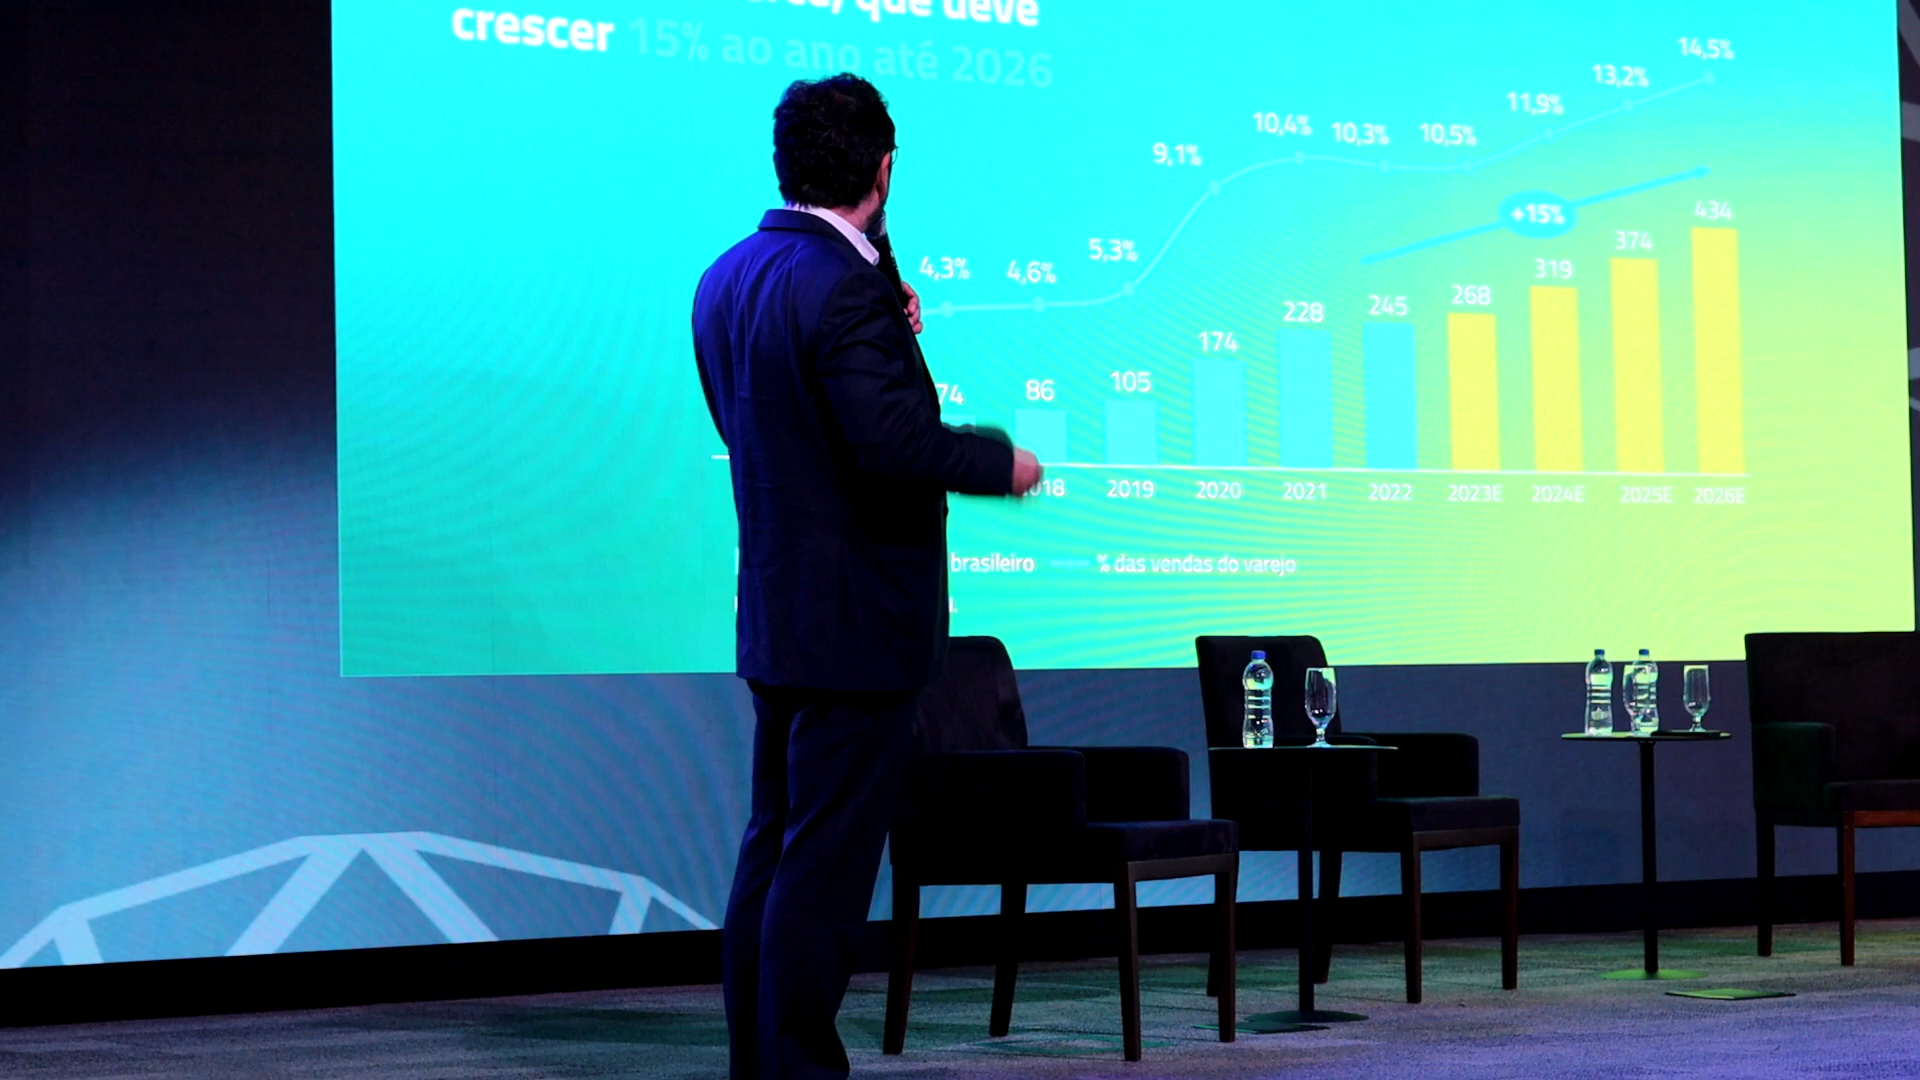 que deve
crescer 15% ao ano até 2026
4,3% 4,6% 5,3% 9,1% 10,4% 10,3% 10,5% 11,9% 13,2% 14,5%
+15%
74 86 105 174 228 245 268 319 374 434
2019 2020 2021 2022 2023E 2024E 2025E 2026E
brasileiro % das vendas do varejo